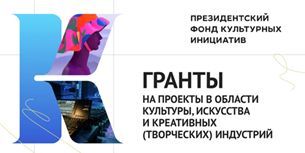 ПРЕЗИДЕНТСКИЙ
ФОНД КУЛЬТУРНЫХ
ИНИЦИАТИВ
К
ГРАНТЫ
НА ПРОЕКТЫ В ОБЛАСТИ
КУЛЬТУРЫ, ИСКУССТВА
И КРЕАТИВНЫХ
(ТВОРЧЕСКИХ) ИНДУСТРИЙ